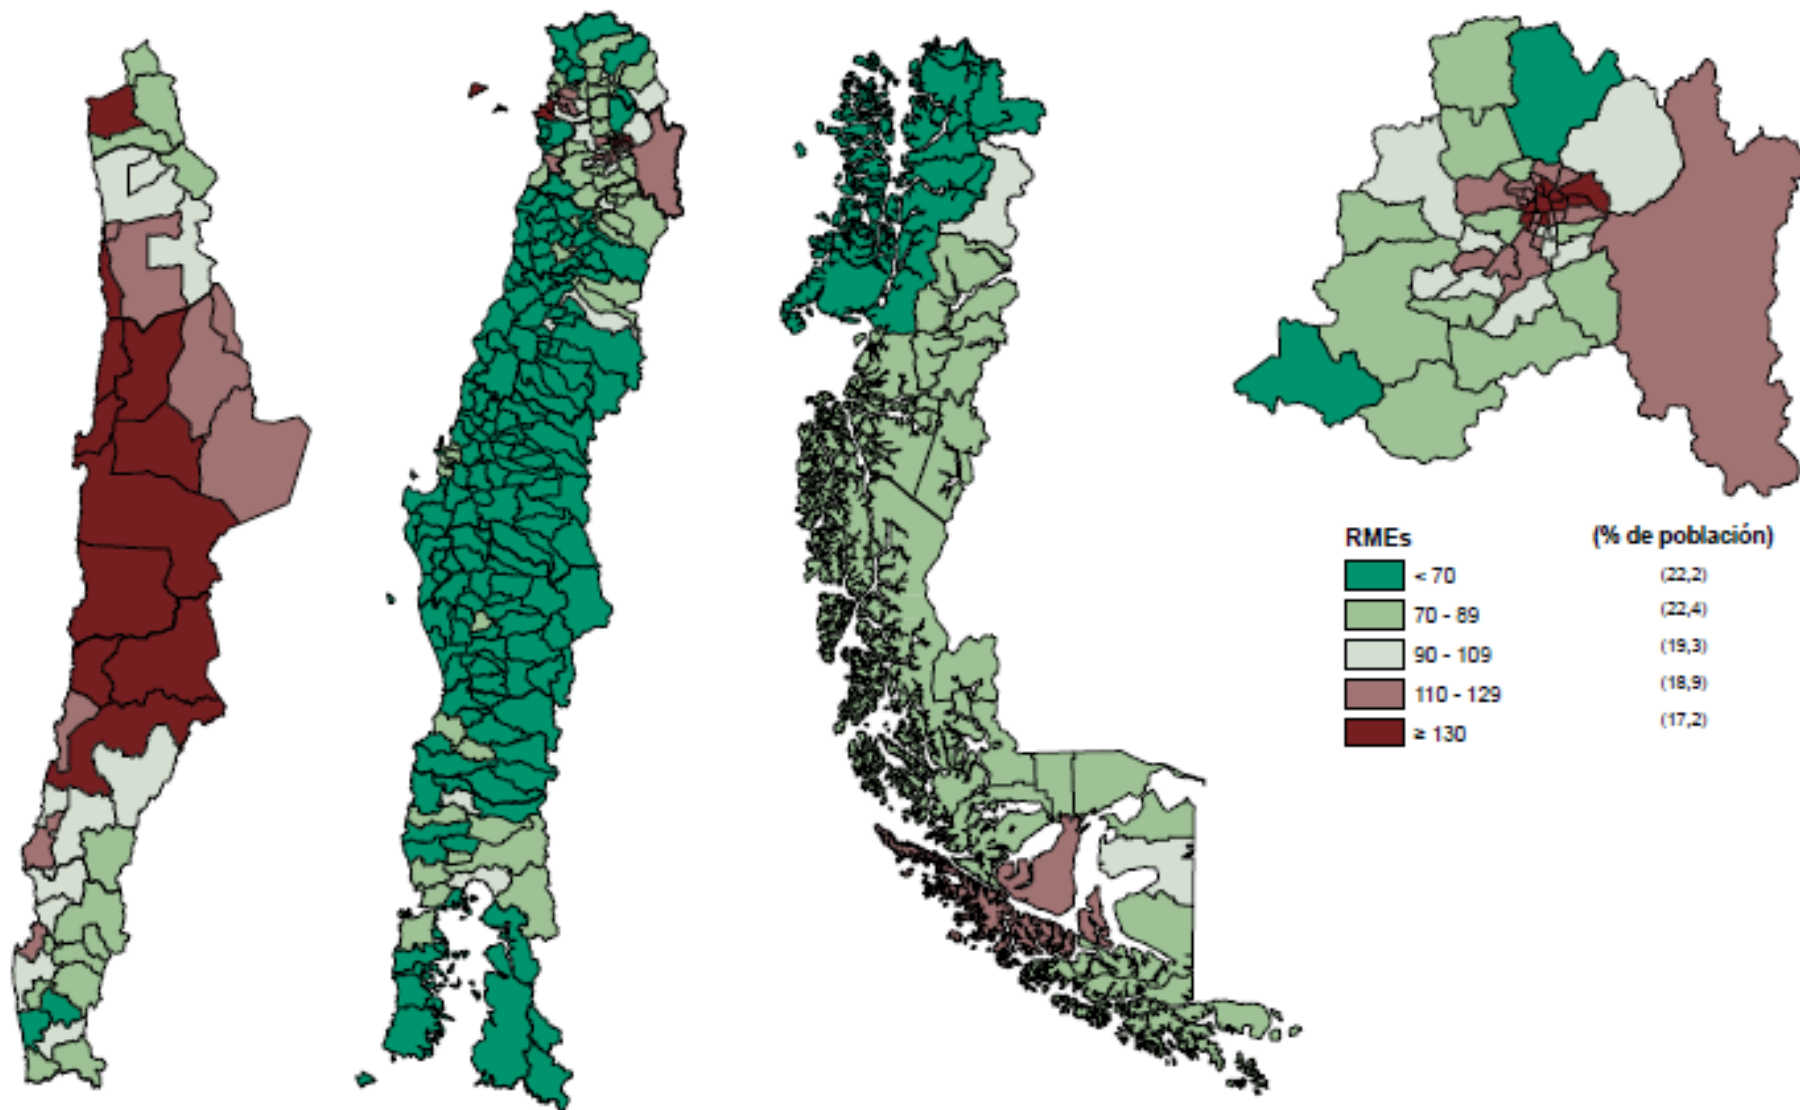 RMEs (% de población)
< 70 (22,2)
70 - 89 (22,4)
90 - 109 (19,3)
110 - 129 (18,9)
≥ 130 (17,2)